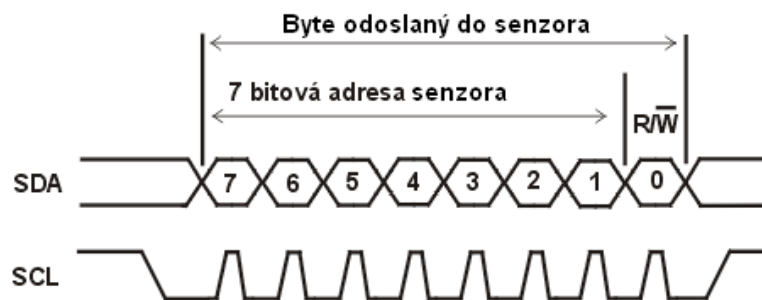 Byte odoslaný do senzora
7 bitová adresa senzora
R/W̅
SDA 7 6 5 4 3 2 1 0
SCL